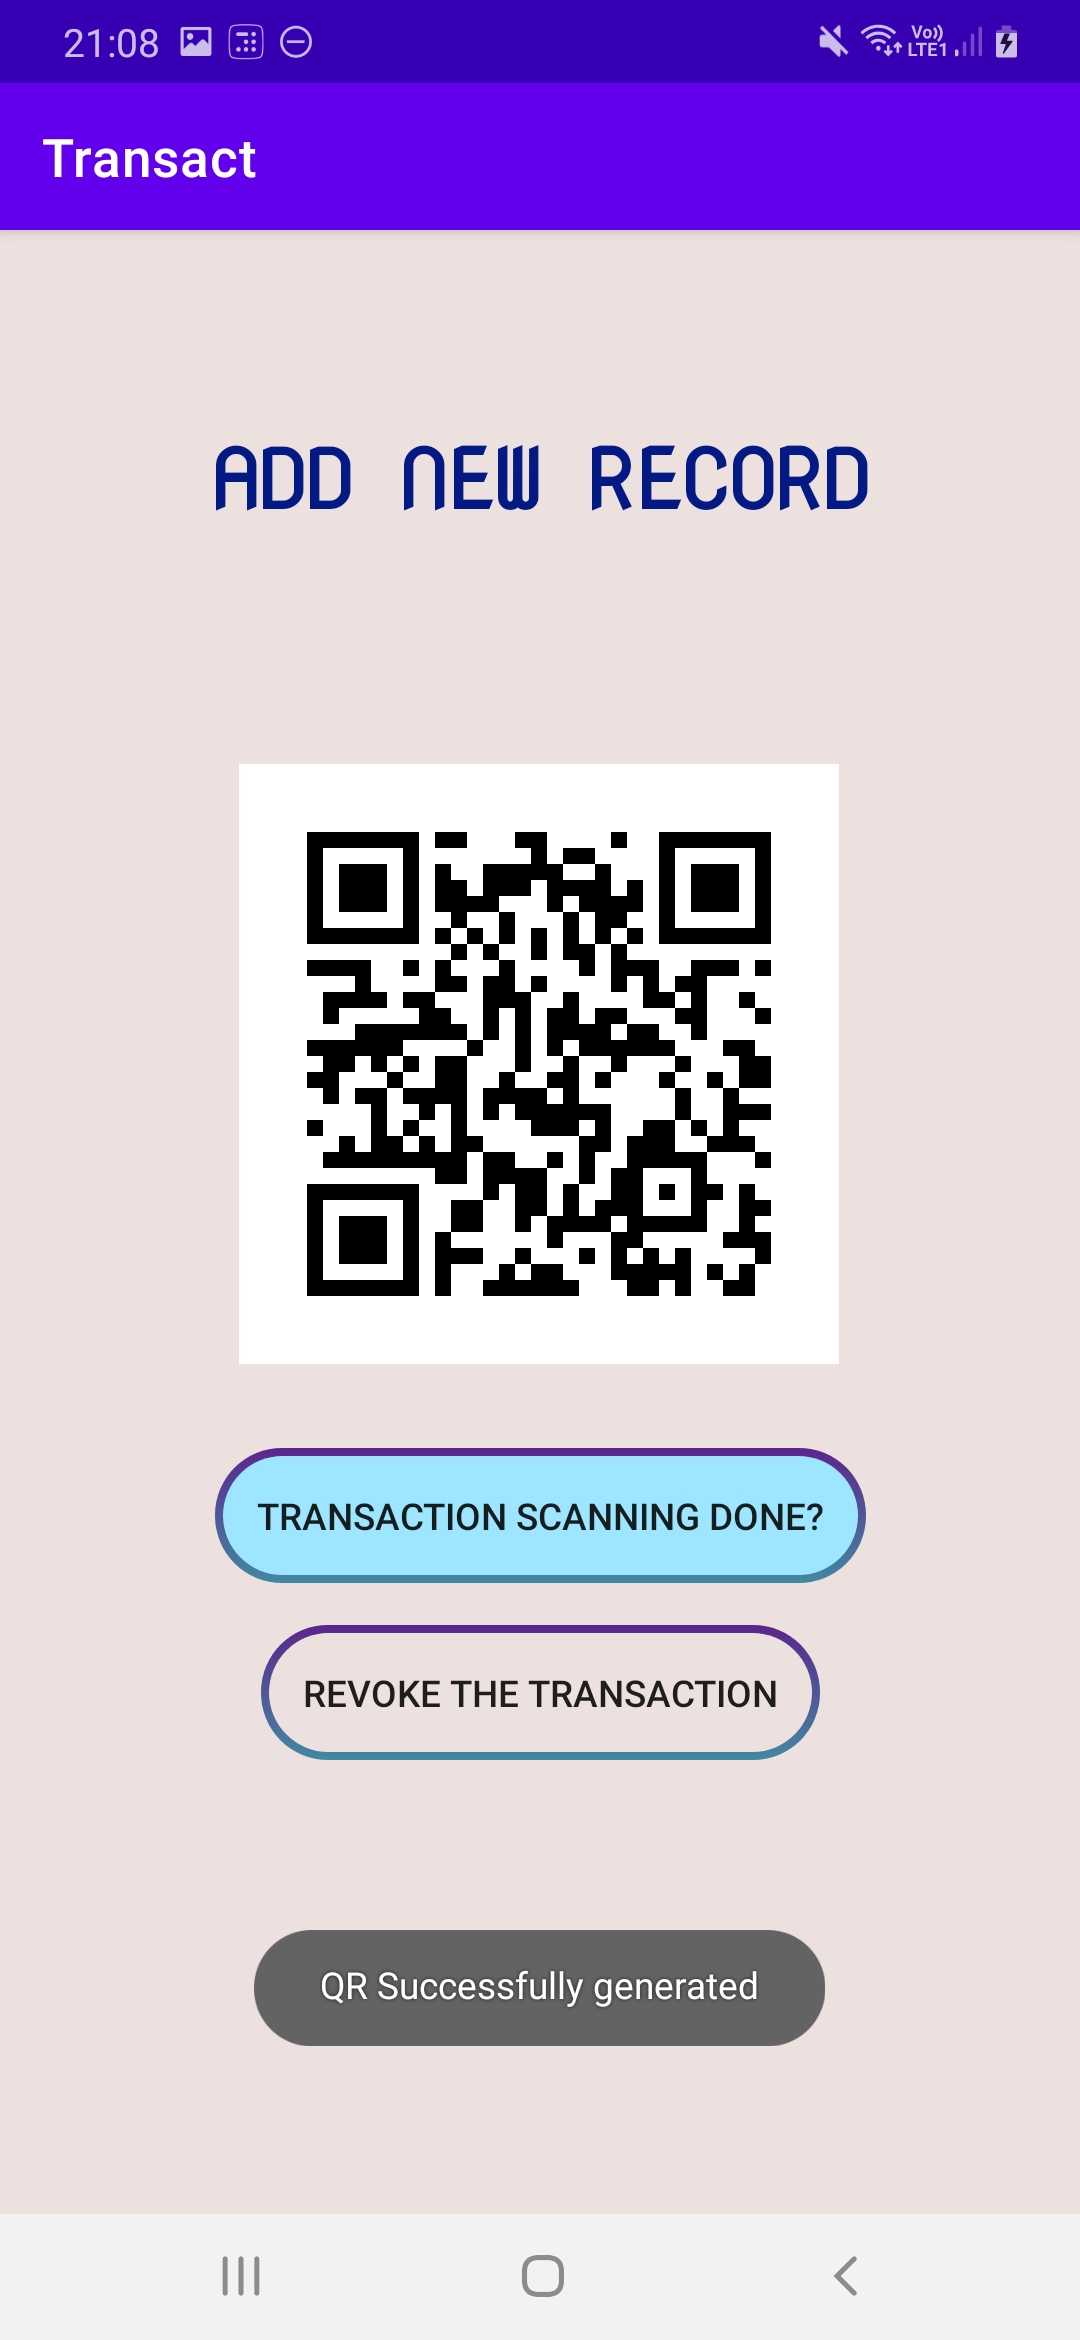 21:08
Vo))
LTE1
Transact
ADD NEW RECORD
TRANSACTION SCANNING DONE?
REVOKE THE TRANSACTION
QR Successfully generated